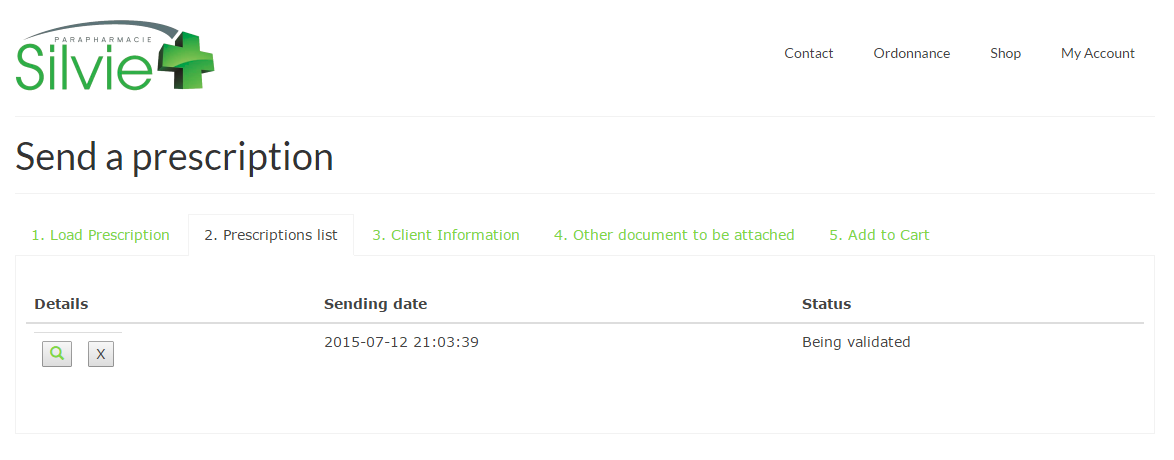 PARAPHARMACIE
Silvie
Contact Ordonnance Shop My Account
Send a prescription
1. Load Prescription 2. Prescriptions list 3. Client Information 4. Other document to be attached 5. Add to Cart
Details Sending date Status
X 2015-07-12 21:03:39 Being validated